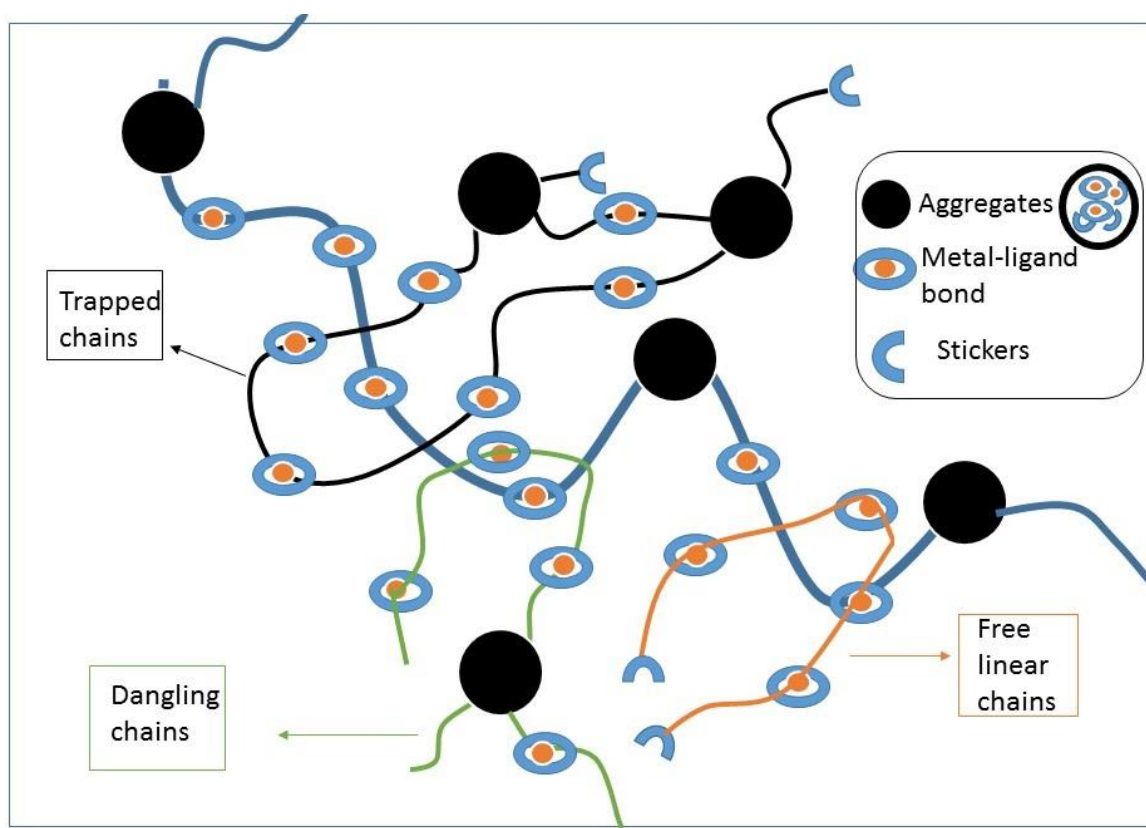 Aggregates
Metal-ligand
bond
Stickers
Trapped
chains
Free
linear
chains
Dangling
chains